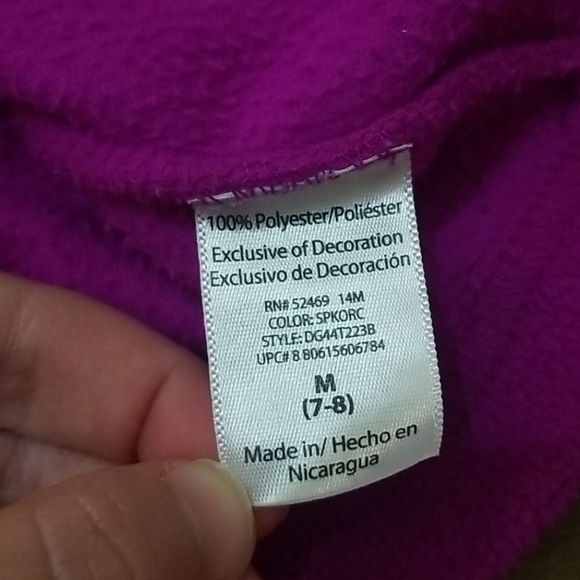 100% Polyester/Poliéster
Exclusive of Decoration
Exclusivo de Decoración
RN# 52469 14M
COLOR: SPKORC
STYLE: DG44T223B
UPC# 8 80615606784
M
(7-8)
Made in/ Hecho en
Nicaragua